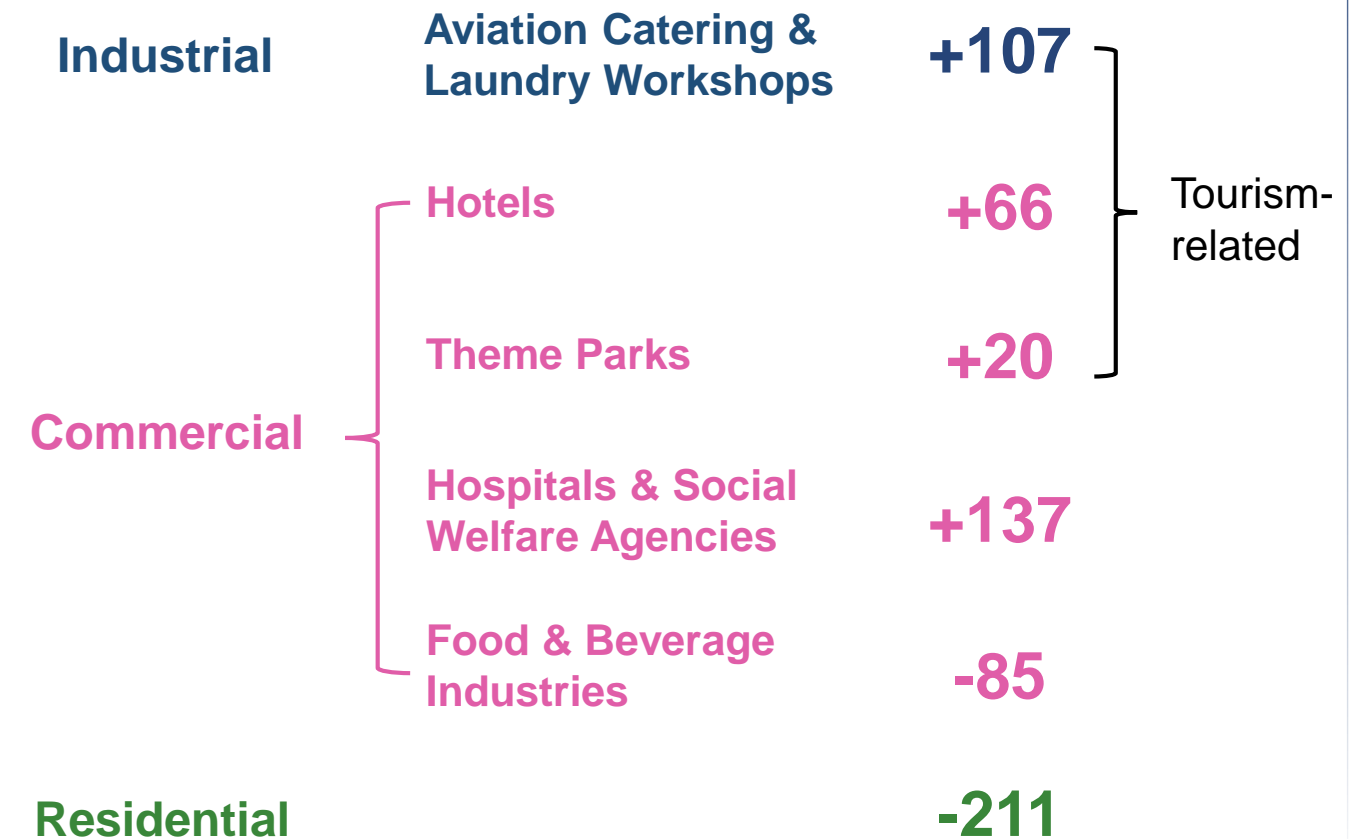 Industrial
Aviation Catering &
Laundry Workshops
+107
Hotels
+66
Tourism-
related
Theme Parks
+20
Commercial
Hospitals & Social
Welfare Agencies
+137
Food & Beverage
Industries
-85
Residential
-211